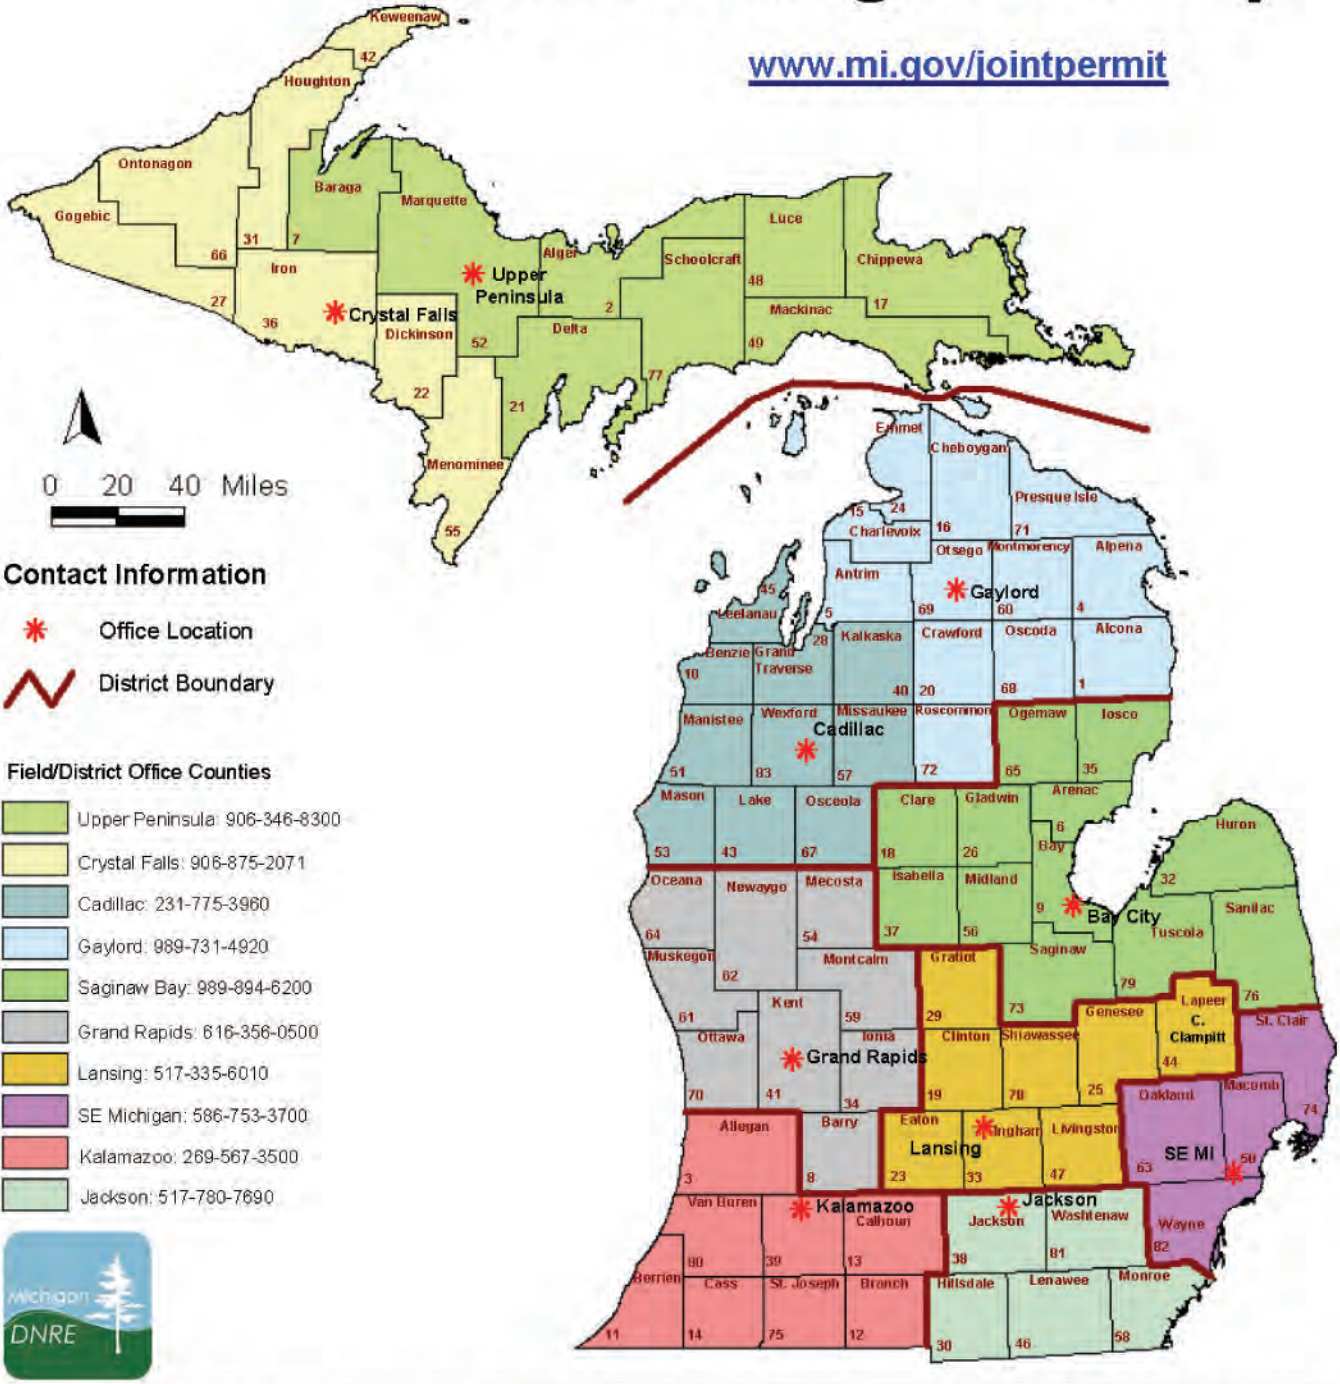 www.mi.gov/jointpermit
Keweenaw
42
Houghton
Ontonagon
Baraga
Marquette
Gogebic
Luce
31
7
66
Iron
Alger
Schoolcraft
Chippewa
Upper
Peninsula
48
27
36
Crystal Falls
Dickinson
2
Delta
Mackinac
17
52
49
77
22
21
Menominee
55
0 20 40 Miles
Emmet
Cheboygan
Presque Isle
15
24
16
71
Charlevoix
Otsego
Montmorency
Alpena
Antrim
Gaylord
45
Leelanau
5
69
60
4
28
Kalkaska
Crawford
Oscoda
Alcona
Benzie
Grand
Traverse
10
40
20
68
1
Manistee
Wexford
Missaukee
Roscommon
Ogemaw
Iosco
Cadillac
51
83
57
72
65
35
Mason
Lake
Osceola
Clare
Gladwin
Arenac
6
Huron
Bay
53
43
67
18
26
32
Oceana
Newaygo
Mecosta
Isabella
Midland
9
Bay City
Sanilac
Tuscola
64
54
37
56
Saginaw
Muskegon
Montcalm
Gratiot
62
79
76
Kent
73
Genesee
Lapeer
C.
Clampitt
St. Clair
61
59
29
Ottawa
Ionia
Clinton
Shiawassee
Grand Rapids
44
70
41
34
19
78
25
Oakland
Macomb
74
Allegan
Barry
Eaton
Ingham
Livingston
Lansing
SE MI
50
3
8
23
33
47
63
Van Buren
Kalamazoo
Calhoun
Jackson
Jackson
Washtenaw
Wayne
80
39
13
38
81
82
Berrien
Cass
St. Joseph
Branch
Hillsdale
Lenawee
Monroe
11
14
75
12
30
46
58
Contact Information
Office Location
District Boundary
Field/District Office Counties
Upper Peninsula: 906-346-8300
Crystal Falls: 906-875-2071
Cadillac: 231-775-3960
Gaylord: 989-731-4920
Saginaw Bay: 989-894-6200
Grand Rapids: 616-356-0500
Lansing: 517-335-6010
SE Michigan: 586-753-3700
Kalamazoo: 269-567-3500
Jackson: 517-780-7690
Michigan
DNRE